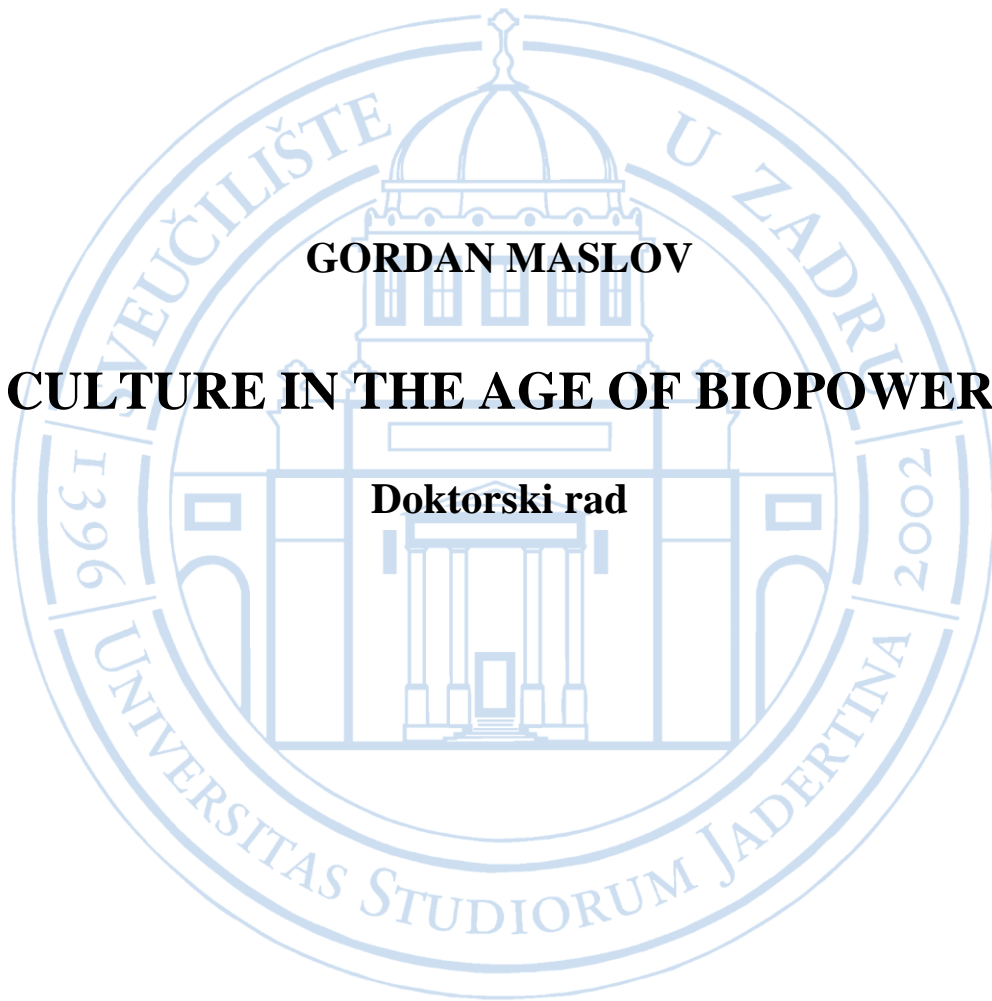 SVEUČILIŠTE U ZADRU
GORDAN MASLOV
CULTURE IN THE AGE OF BIOPOWER
Doktorski rad
1396
2002
UNIVERSITAS STUDIORUM JADERTINA